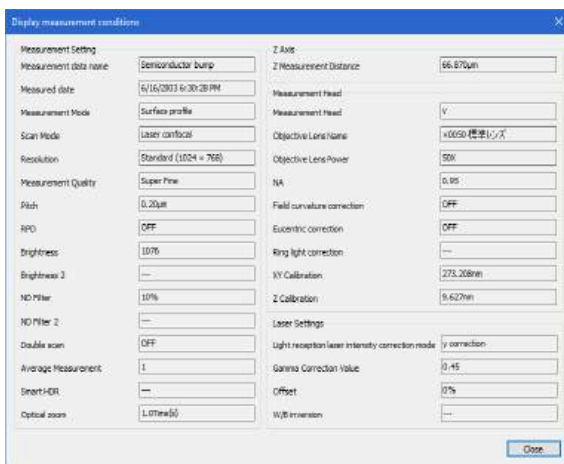 Display measurement conditions
Measurement Setting
Measurement data name Semiconductor bump
Measured date 6/16/2003 6:30:28 PM
Measurement Mode Surface profile
Scan Mode Laser confocal
Resolution Standard (1024 × 768)
Measurement Quality Super Fine
Pitch 0.20µm
RPD OFF
Brightness 1076
Brightness 2 ---
ND Filter 10%
ND Filter 2 ---
Double scan OFF
Average Measurement 1
Smart HDR ---
Optical zoom 1.0Time(s)
Z Axis
Z Measurement Distance 66.870µm
Measurement Head
Measurement Head V
Objective Lens Name ×0050 標準レンズ
Objective Lens Power 50X
NA 0.95
Field curvature correction OFF
Eucentric correction OFF
Ring light correction ---
XY Calibration 273.208nm
Z Calibration 9.627nm
Laser Settings
Light reception laser intensity correction mode γ correction
Gamma Correction Value 0.45
Offset 0%
W/B inversion ---
Close